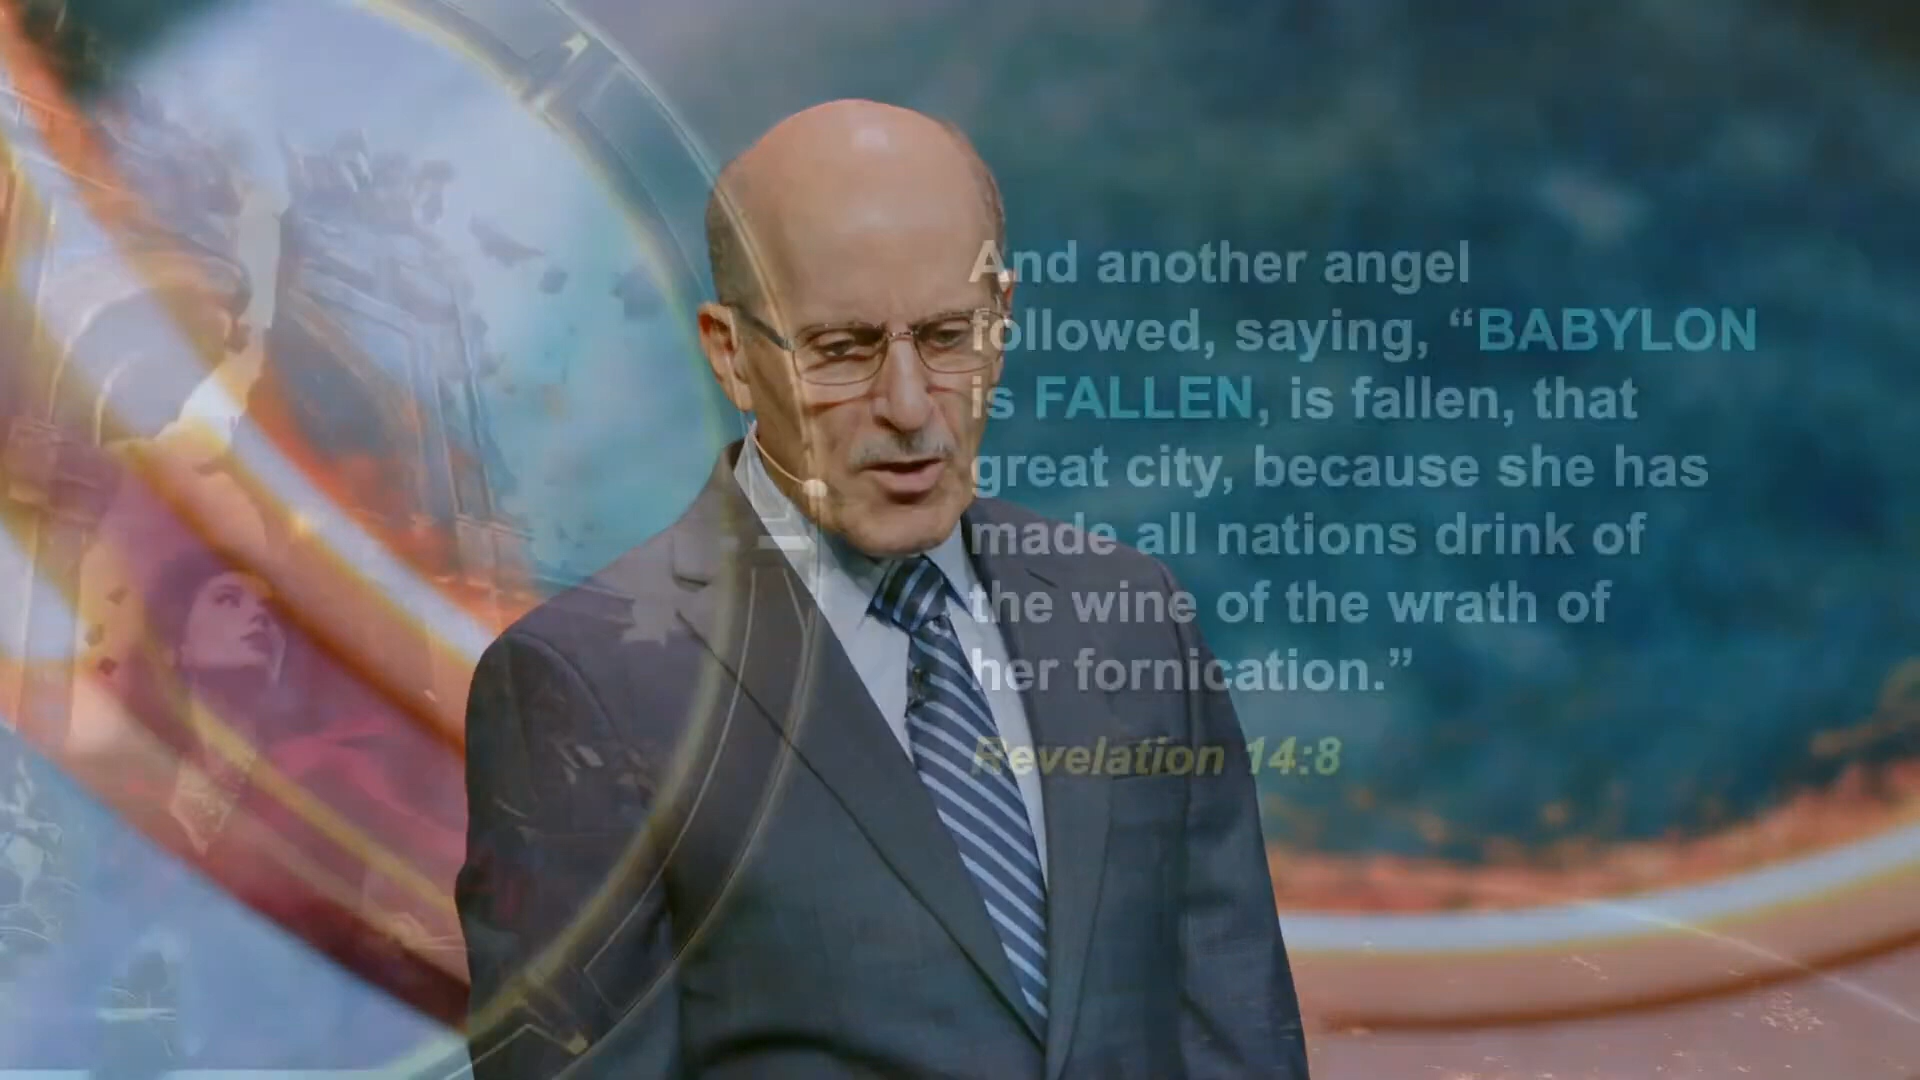 And another angel
followed, saying, “BABYLON
is FALLEN, is fallen, that
great city, because she has
made all nations drink of
the wine of the wrath of
her fornication.”
Revelation 14:8